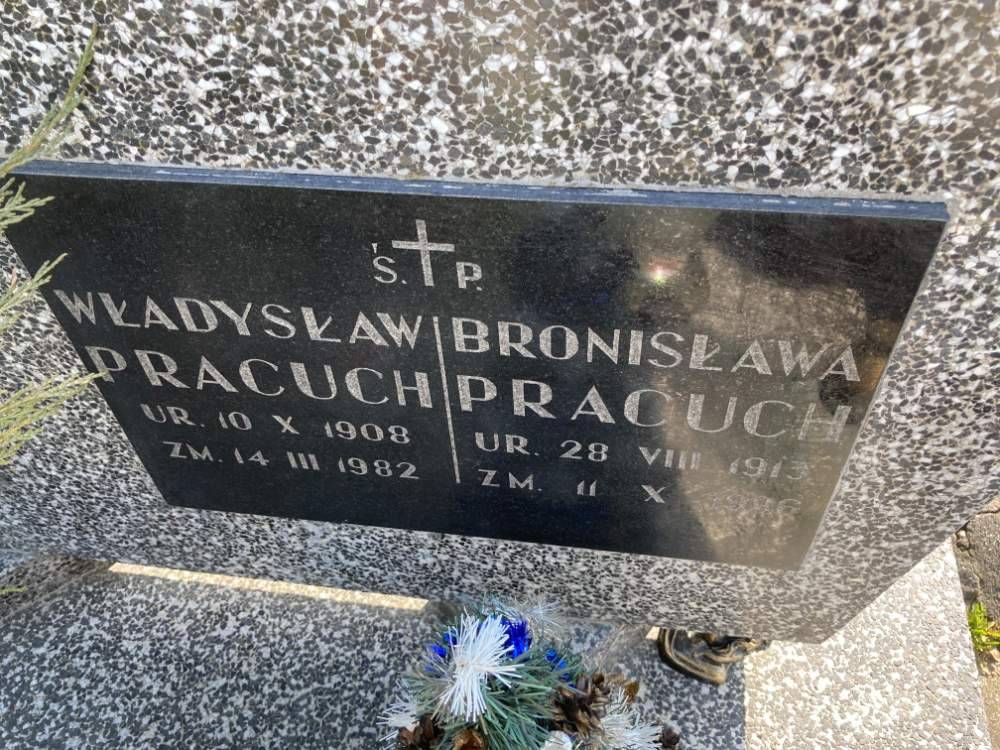 Ś. P.
WŁADYSŁAW
PRACUCH
UR. 10 X 1908
ZM. 14 III 1982
BRONISŁAWA
PRACUCH
UR. 28 VIII 1913
ZM. 11 X